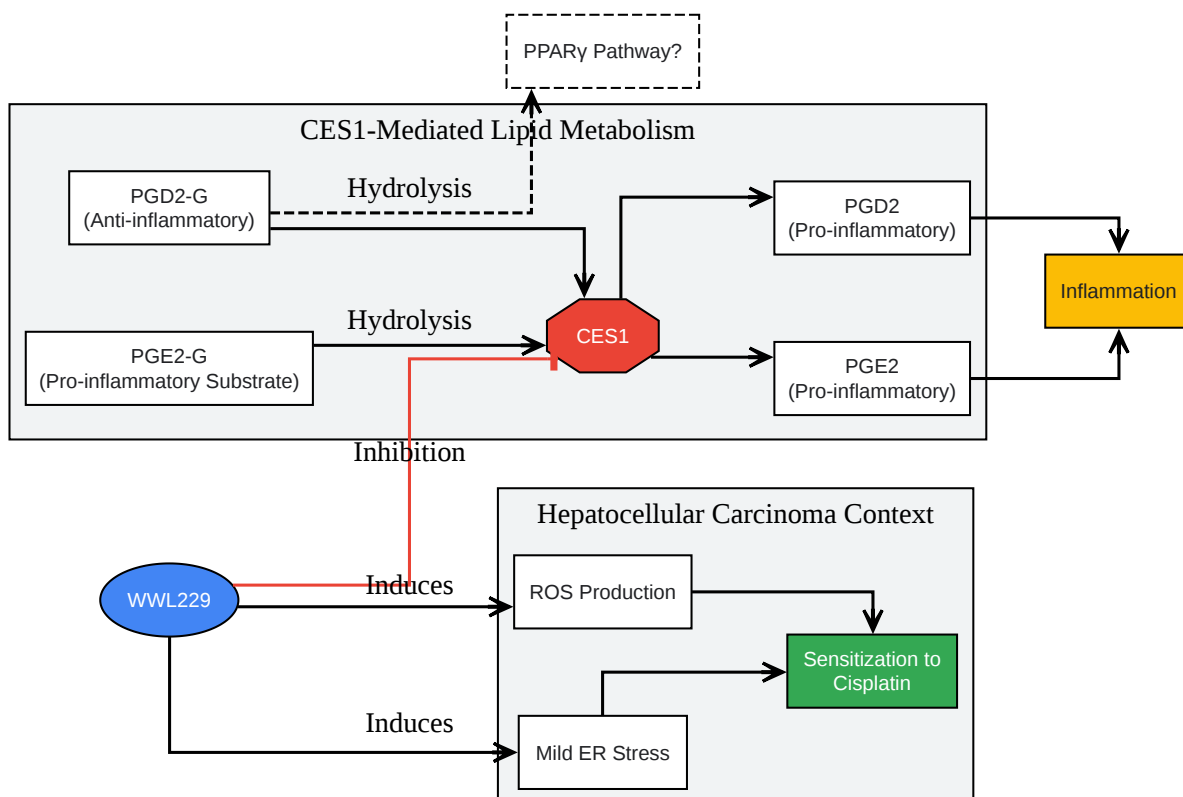 PPARγ Pathway?
CES1-Mediated Lipid Metabolism
PGD2-G
(Anti-inflammatory)
Hydrolysis
PGD2
(Pro-inflammatory)
Inflammation
PGE2-G
(Pro-inflammatory Substrate)
Hydrolysis
CES1
PGE2
(Pro-inflammatory)
Inhibition
Hepatocellular Carcinoma Context
WWL229
Induces
ROS Production
Sensitization to
Cisplatin
Induces
Mild ER Stress